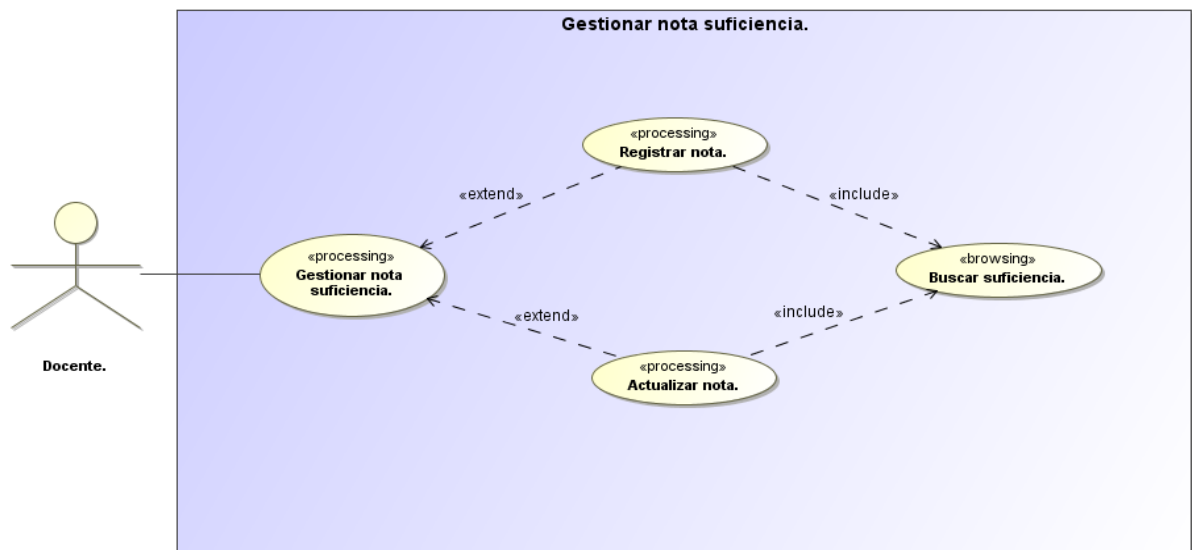 Gestionar nota suficiencia.
«processing»
Registrar nota.
«extend»
«include»
«processing»
Gestionar nota
suficiencia.
«browsing»
Buscar suficiencia.
«extend»
«include»
«processing»
Actualizar nota.
Docente.